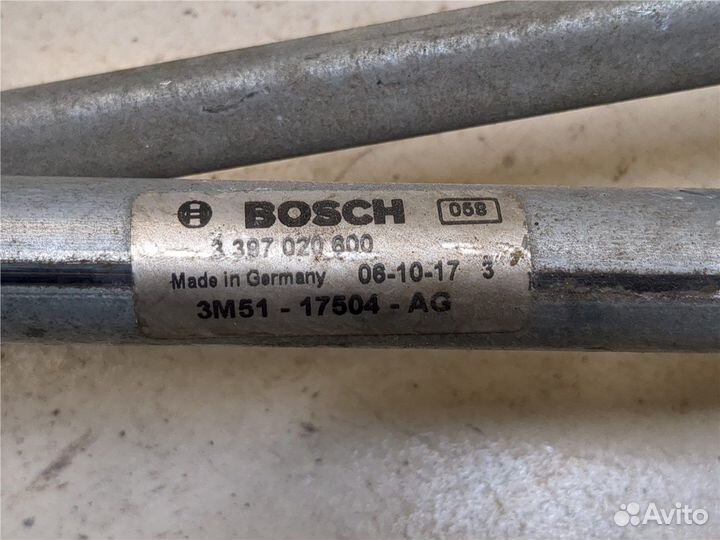 BOSCH 058
3 397 020 600
Made in Germany 06-10-17 3
3M51 - 17504 - AG
Avito